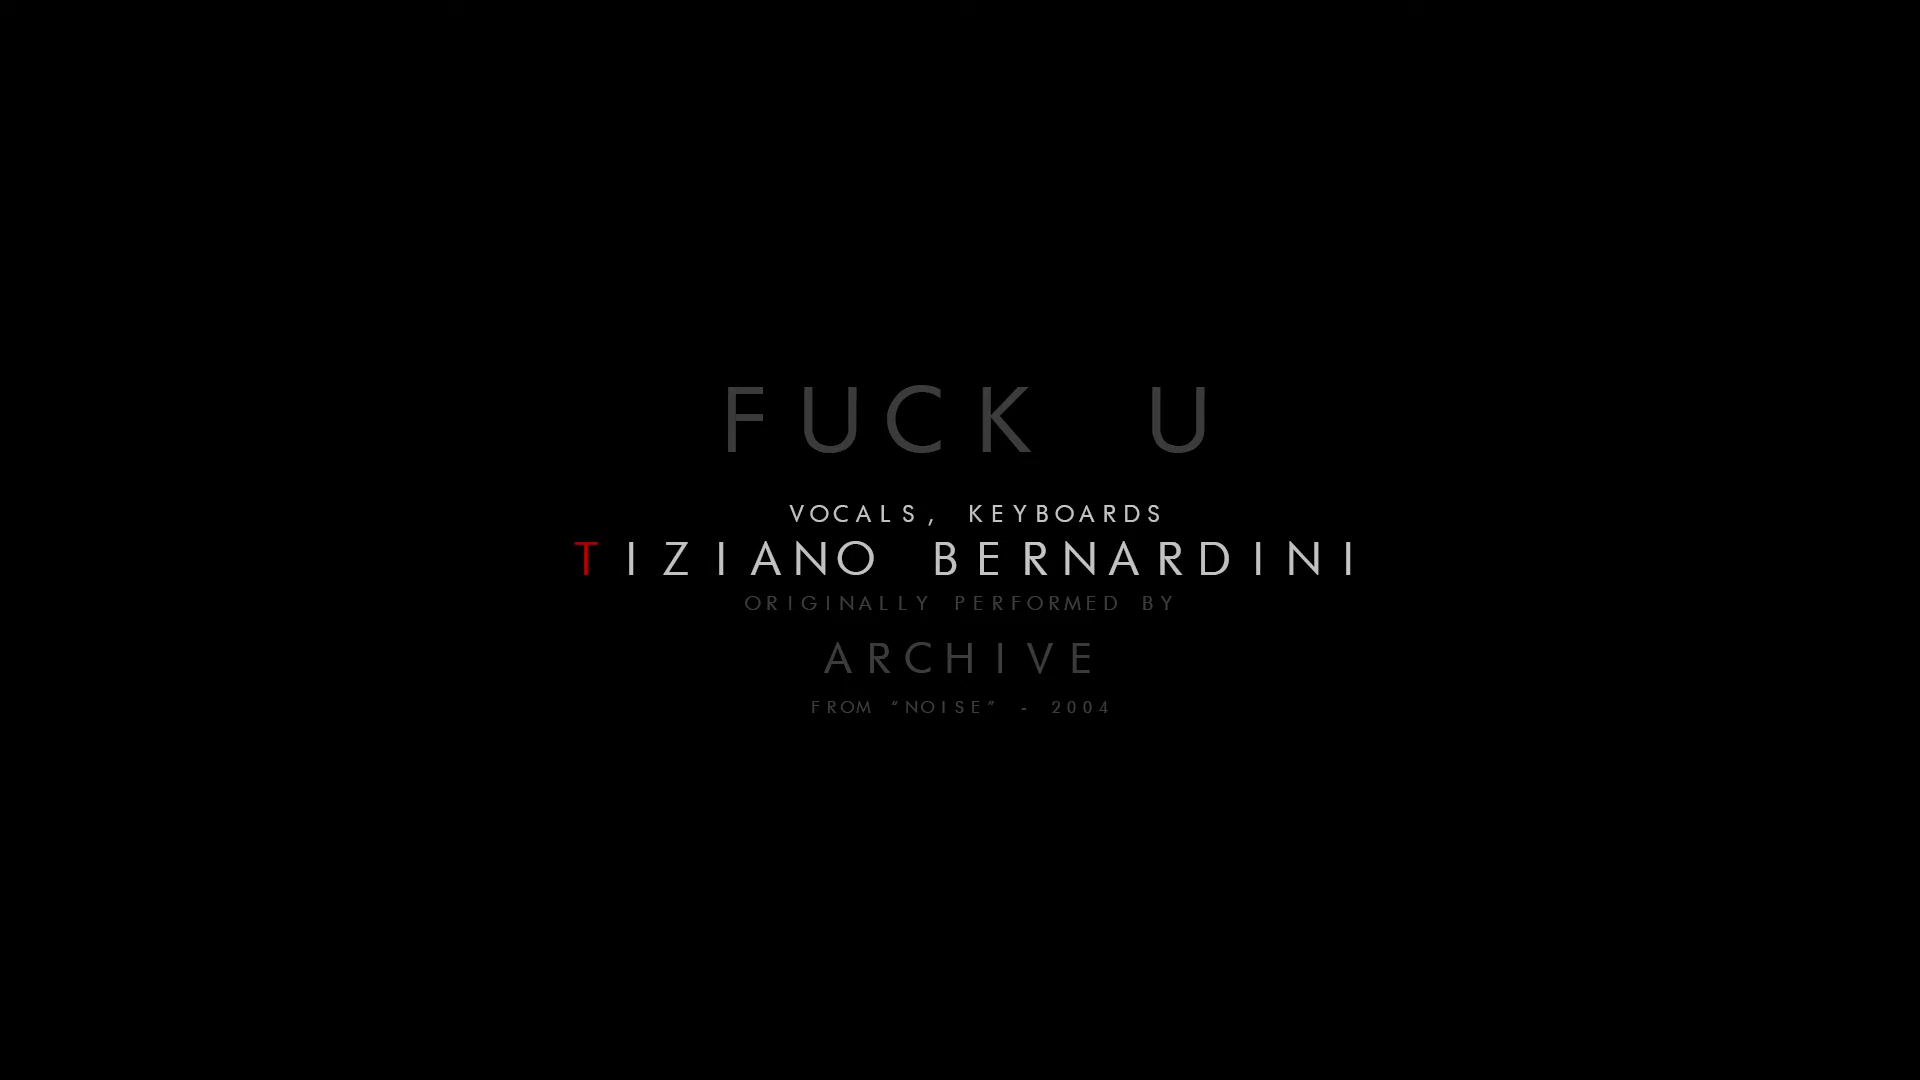 FUCK U
VOCALS, KEYBOARDS
TIZIANO BERNARDINI
ORIGINALLY PERFORMED BY
ARCHIVE
FROM “NOISE” - 2004